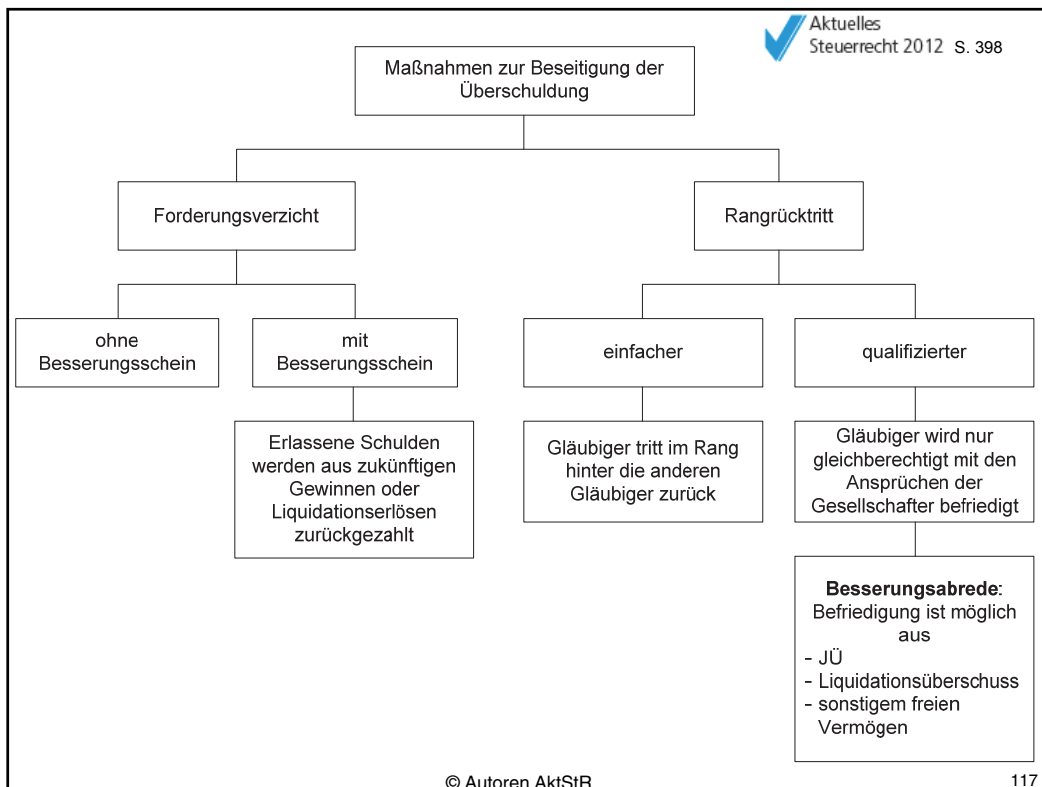 Aktuelles
Steuerrecht 2012 S. 398
Maßnahmen zur Beseitigung der
Überschuldung
Forderungsverzicht
Rangrücktritt
ohne
Besserungsschein
mit
Besserungsschein
einfacher
qualifizierter
Erlassene Schulden
werden aus zukünftigen
Gewinnen oder
Liquidationserlösen
zurückgezahlt
Gläubiger tritt im Rang
hinter die anderen
Gläubiger zurück
Gläubiger wird nur
gleichberechtigt mit den
Ansprüchen der
Gesellschafter befriedigt
Besserungsabrede:
Befriedigung ist möglich
aus
- JÜ
- Liquidationsüberschuss
- sonstigem freien
Vermögen
© Autoren AktStR
117